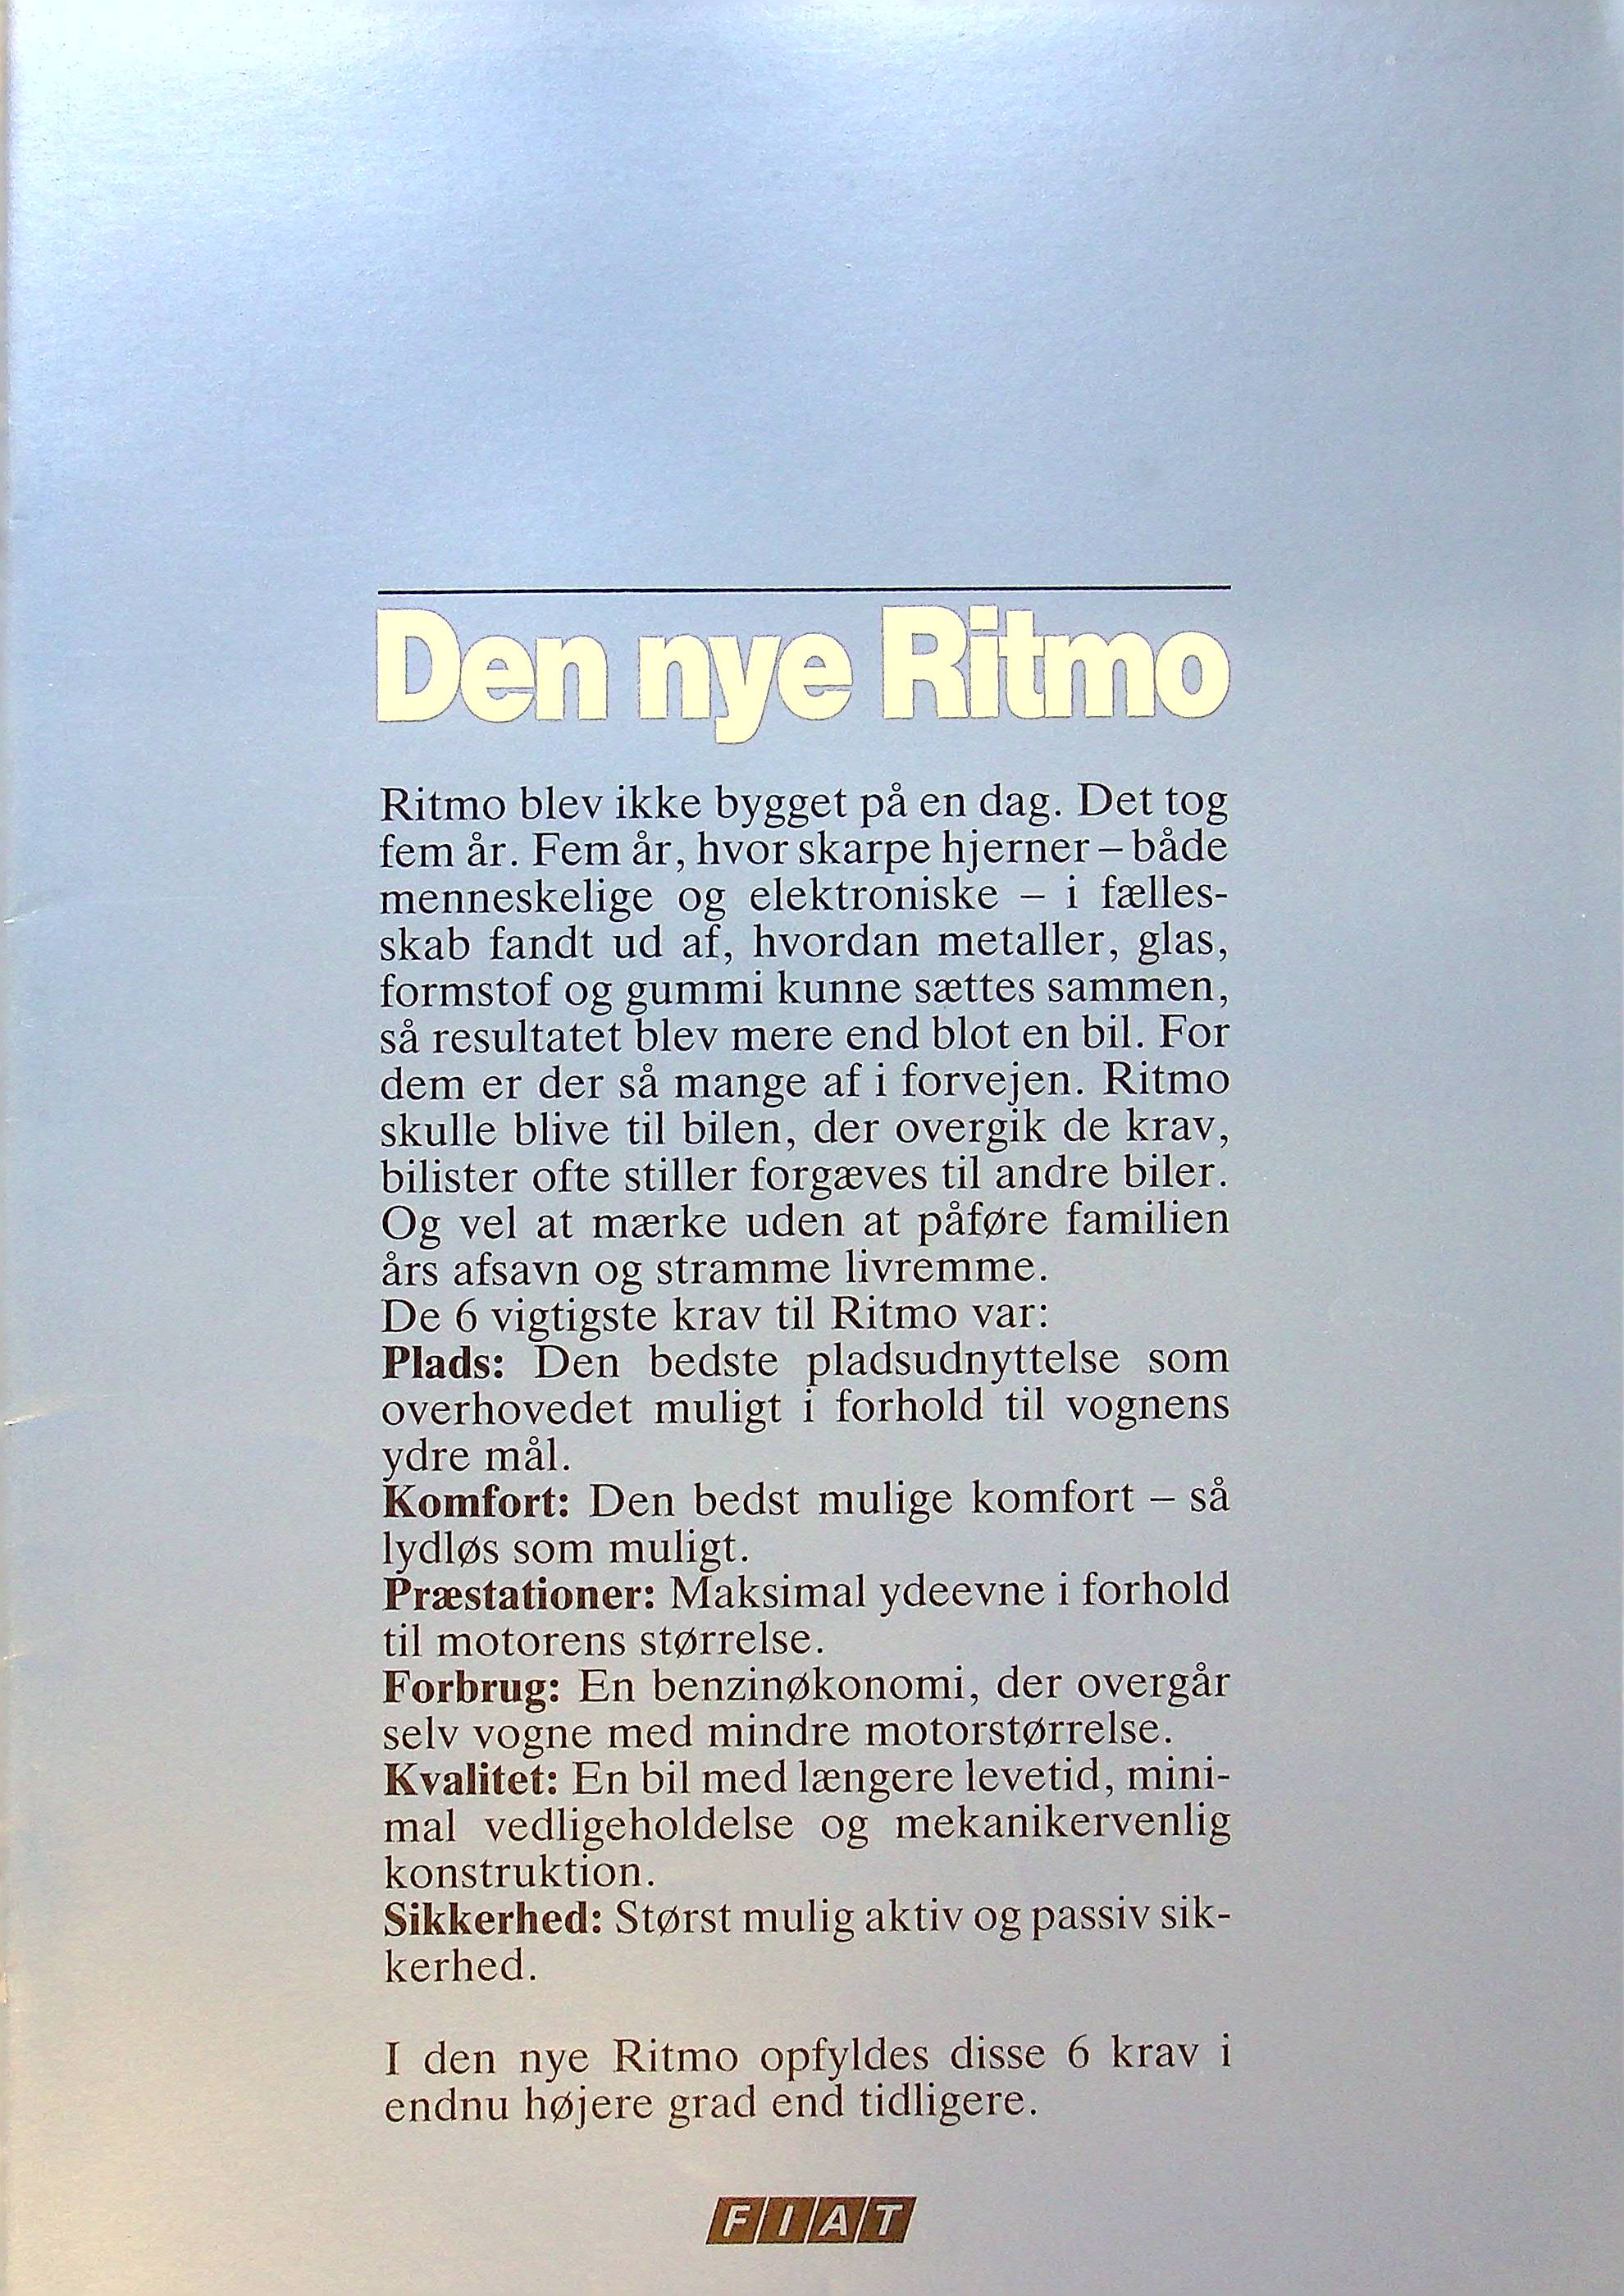 Den nye Ritmo
Ritmo blev ikke bygget på en dag. Det tog
fem år. Fem år, hvor skarpe hjerner – både
menneskelige og elektroniske – i fælles-
skab fandt ud af, hvordan metaller, glas,
formstof og gummi kunne sættes sammen,
så resultatet blev mere end blot en bil. For
dem er der så mange af i forvejen. Ritmo
skulle blive til bilen, der overgik de krav,
bilister ofte stiller forgæves til andre biler.
Og vel at mærke uden at påføre familien
års afsavn og stramme livremme.
De 6 vigtigste krav til Ritmo var:
Plads: Den bedste pladsudnyttelse som
overhovedet muligt i forhold til vognens
ydre mål.
Komfort: Den bedst mulige komfort – så
lydløs som muligt.
Præstationer: Maksimal ydeevne i forhold
til motorens størrelse.
Forbrug: En benzinøkonomi, der overgår
selv vogne med mindre motorstørrelse.
Kvalitet: En bil med længere levetid, mini-
mal vedligeholdelse og mekanikervenlig
konstruktion.
Sikkerhed: Størst mulig aktiv og passiv sik-
kerhed.
I den nye Ritmo opfyldes disse 6 krav i
endnu højere grad end tidligere.
FIAT